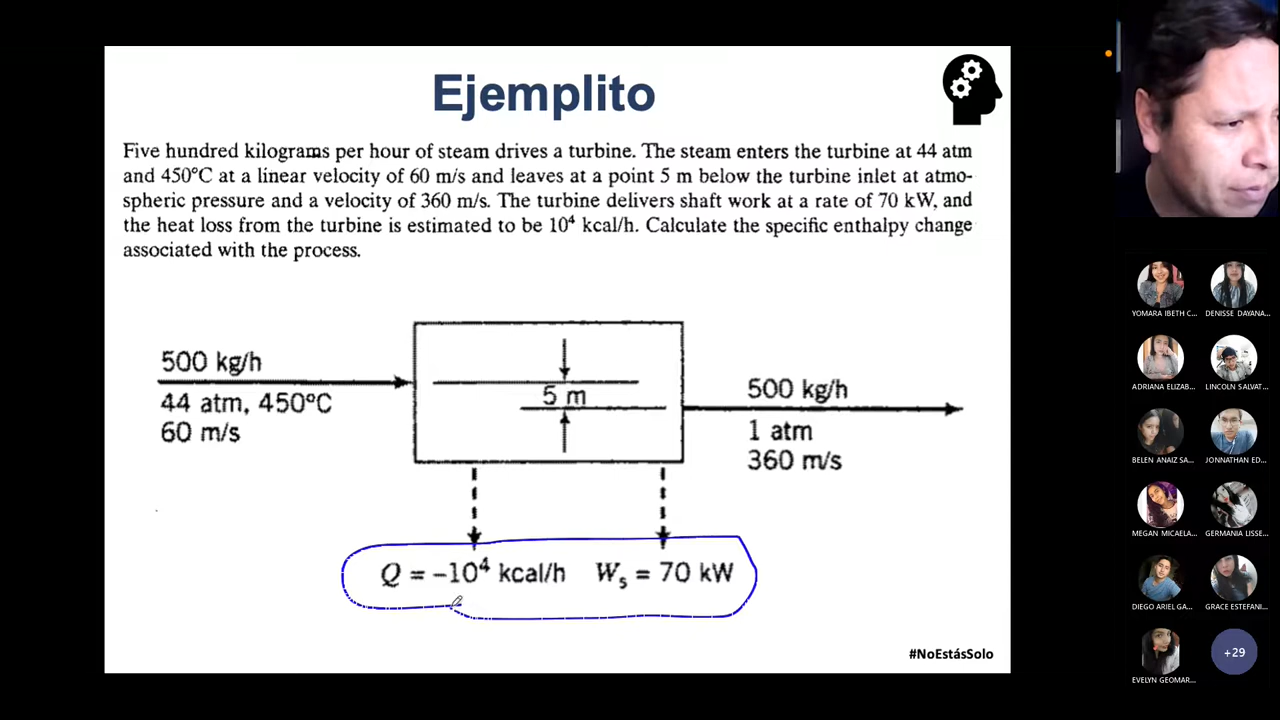 Ejemplito
Five hundred kilograms per hour of steam drives a turbine. The steam enters the turbine at 44 atm
and 450°C at a linear velocity of 60 m/s and leaves at a point 5 m below the turbine inlet at atmo-
spheric pressure and a velocity of 360 m/s. The turbine delivers shaft work at a rate of 70 kW, and
the heat loss from the turbine is estimated to be 10⁴ kcal/h. Calculate the specific enthalpy change
associated with the process.
500 kg/h
44 atm, 450°C
60 m/s
5 m
500 kg/h
1 atm
360 m/s
Q = −10⁴ kcal/h Wₛ = 70 kW
#NoEstásSolo
YOMARA IBETH C...
DENISSE DAYANA...
ADRIANA ELIZAB...
LINCOLN SALVAT...
BELEN ANAIZ SA...
JONNATHAN ED...
MEGAN MICAELA...
GERMANIA LISSE...
DIEGO ARIEL GA...
GRACE ESTEFANI...
EVELYN GEOMAR...
+29